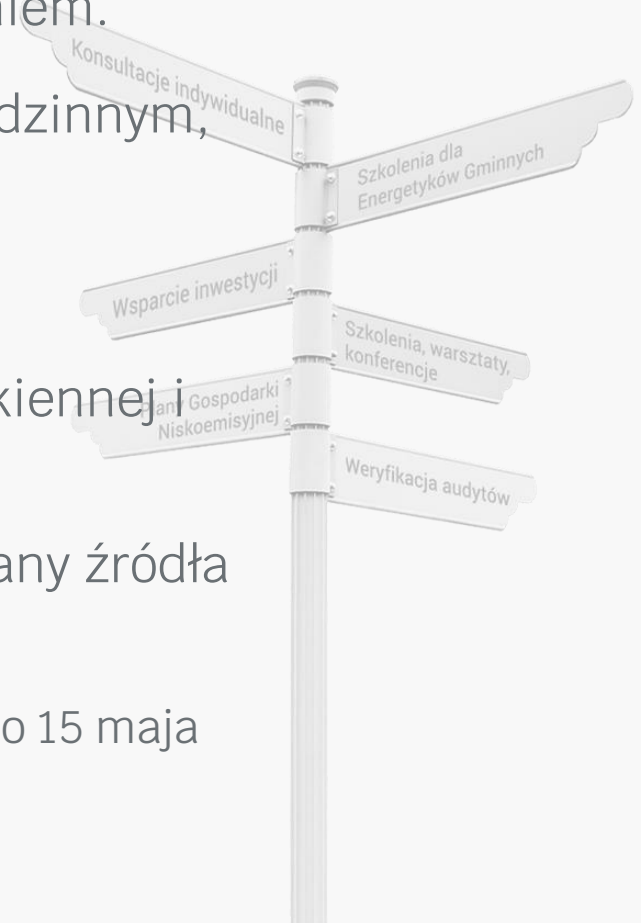 iem.
Konsultacje indywidualne
dzinnym,
Szkolenia dla
Energetyków Gminnych
Wsparcie inwestycji
Szkolenia, warsztaty,
konferencje
kiennej i
Plany Gospodarki
Niskoemisyjnej
Weryfikacja audytów
any źródła
o 15 maja